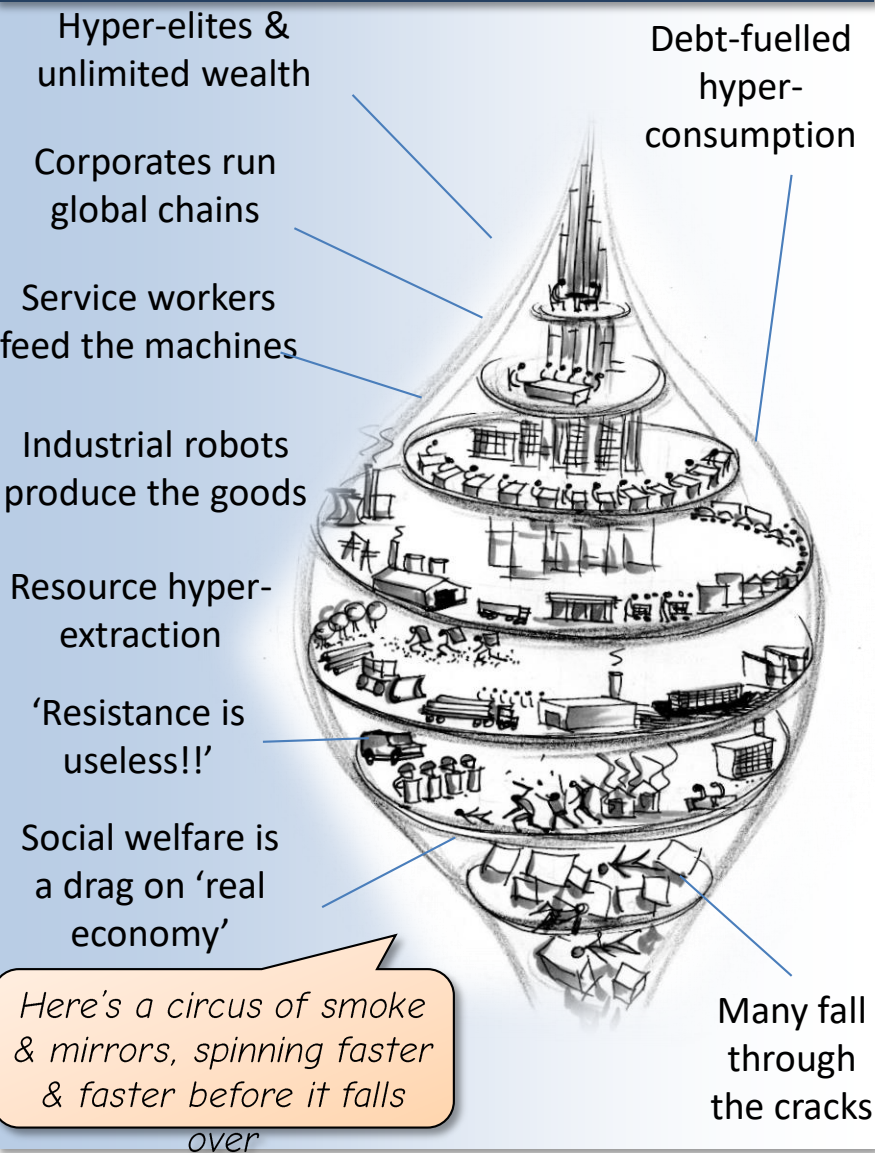 Hyper-elites &
unlimited wealth
Debt-fuelled
hyper-
consumption
Corporates run
global chains
Service workers
feed the machines
Industrial robots
produce the goods
Resource hyper-
extraction
‘Resistance is
useless!!’
Social welfare is
a drag on ‘real
economy’
Here’s a circus of smoke
& mirrors, spinning faster
& faster before it falls
over
Many fall
through
the cracks